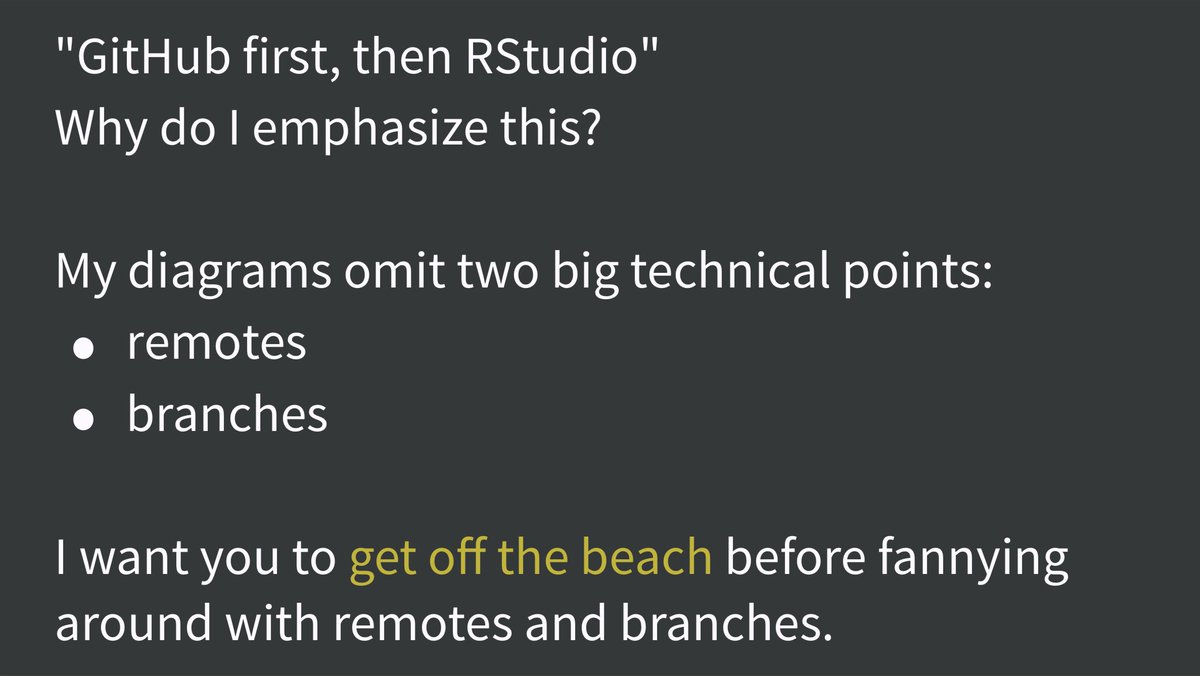 "GitHub first, then RStudio"
Why do I emphasize this?
My diagrams omit two big technical points:
● remotes
● branches
I want you to get off the beach before fannying
around with remotes and branches.